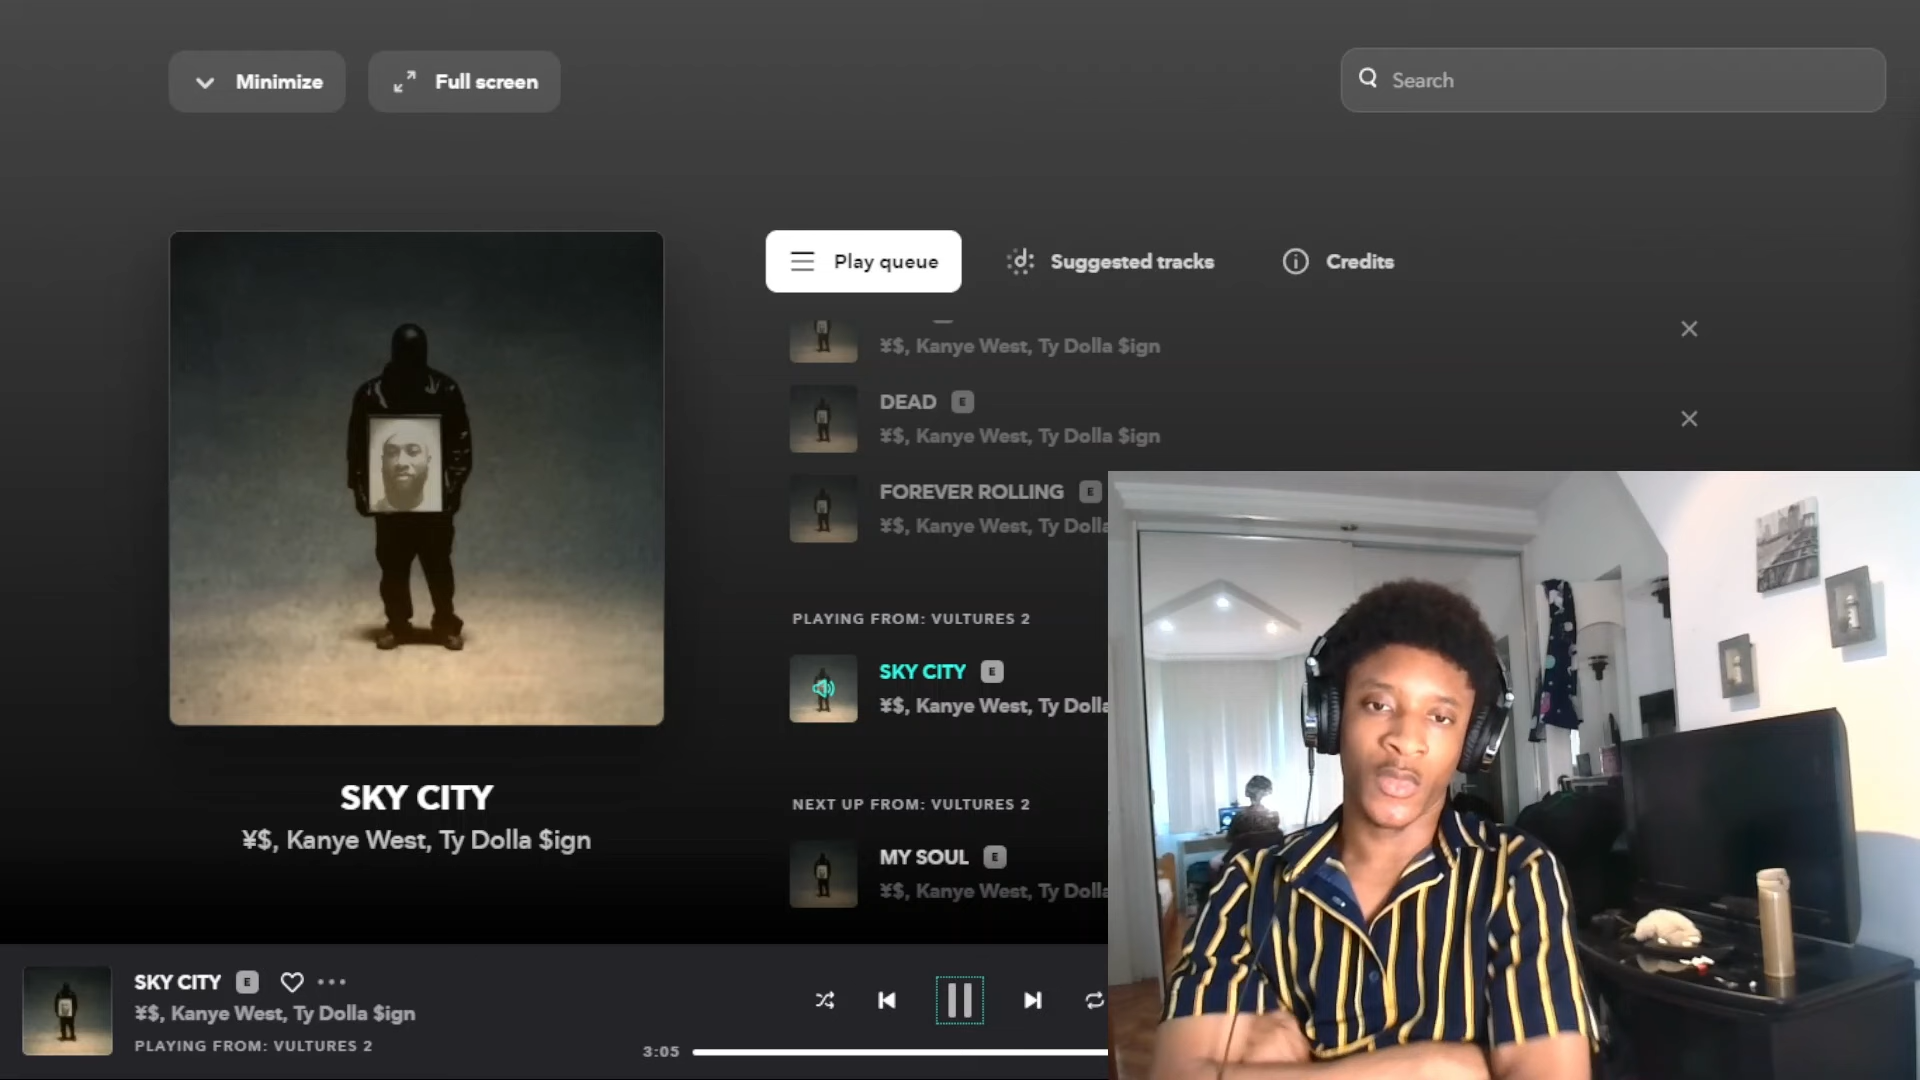 Minimize
Full screen
Search
Play queue
Suggested tracks
Credits
¥$, Kanye West, Ty Dolla $ign
DEAD E
¥$, Kanye West, Ty Dolla $ign
FOREVER ROLLING E
¥$, Kanye West, Ty Dolla
PLAYING FROM: VULTURES 2
SKY CITY E
¥$, Kanye West, Ty Dolla
NEXT UP FROM: VULTURES 2
MY SOUL E
¥$, Kanye West, Ty Dolla
SKY CITY
¥$, Kanye West, Ty Dolla $ign
SKY CITY E
¥$, Kanye West, Ty Dolla $ign
PLAYING FROM: VULTURES 2
3:05